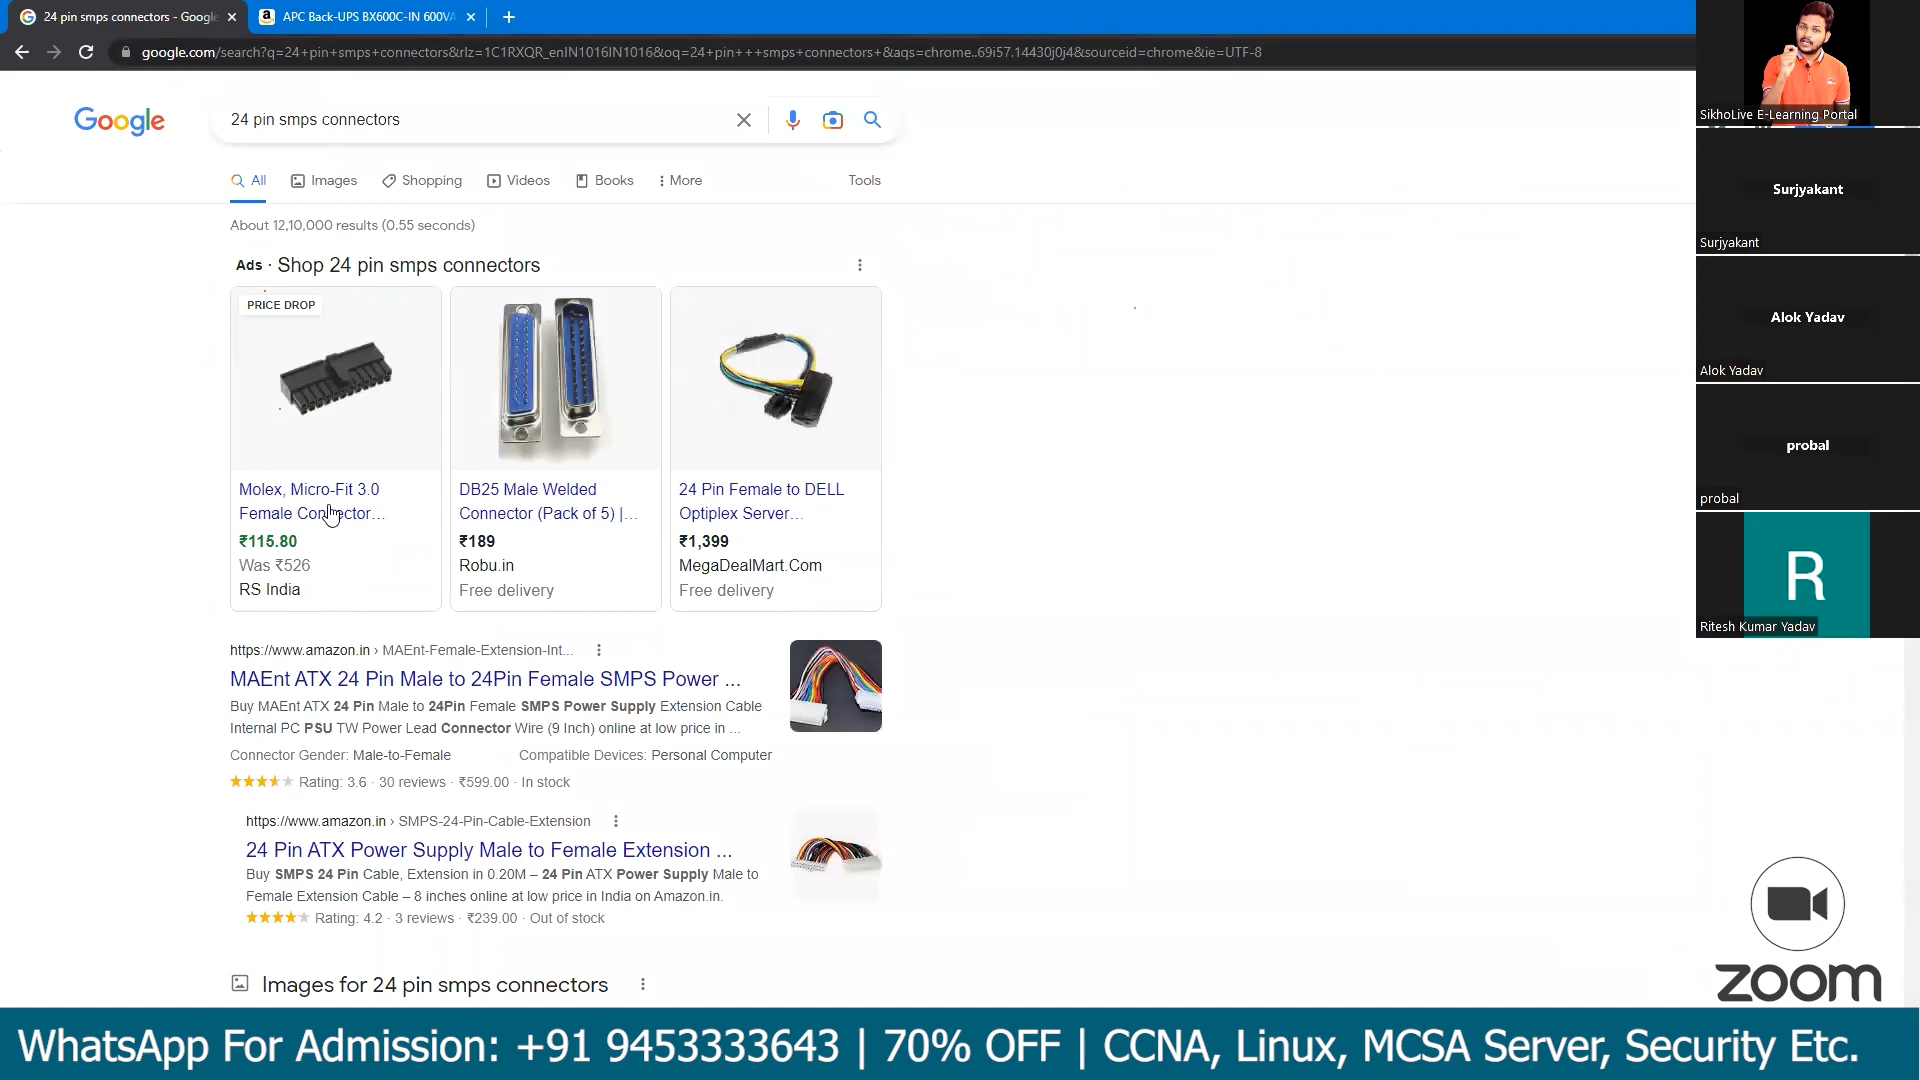 24 pin smps connectors - Google
APC Back-UPS BX600C-IN 600VA
google.com/search?q=24+pin+smps+connectors&rlz=1C1RXQR_enIN1016IN1016&oq=24+pin+++smps+connectors+&aqs=chrome..69i57.14430j0j4&sourceid=chrome&ie=UTF-8
Google
24 pin smps connectors
All
Images
Shopping
Videos
Books
More
Tools
About 12,10,000 results (0.55 seconds)
Ads · Shop 24 pin smps connectors
PRICE DROP
Molex, Micro-Fit 3.0
Female Connector...
₹115.80
Was ₹526
RS India
DB25 Male Welded
Connector (Pack of 5) |...
₹189
Robu.in
Free delivery
24 Pin Female to DELL
Optiplex Server...
₹1,399
MegaDealMart.Com
Free delivery
https://www.amazon.in › MAEnt-Female-Extension-Int...
MAEnt ATX 24 Pin Male to 24Pin Female SMPS Power ...
Buy MAEnt ATX 24 Pin Male to 24Pin Female SMPS Power Supply Extension Cable
Internal PC PSU TW Power Lead Connector Wire (9 Inch) online at low price in ...
Connector Gender: Male-to-Female
Compatible Devices: Personal Computer
Rating: 3.6 · 30 reviews · ₹599.00 · In stock
https://www.amazon.in › SMPS-24-Pin-Cable-Extension
24 Pin ATX Power Supply Male to Female Extension ...
Buy SMPS 24 Pin Cable, Extension in 0.20M – 24 Pin ATX Power Supply Male to
Female Extension Cable – 8 inches online at low price in India on Amazon.in.
Rating: 4.2 · 3 reviews · ₹239.00 · Out of stock
Images for 24 pin smps connectors
SikhoLive E-Learning Portal
Surjyakant
Surjyakant
Alok Yadav
Alok Yadav
probal
probal
R
Ritesh Kumar Yadav
zoom
WhatsApp For Admission: +91 9453333643 | 70% OFF | CCNA, Linux, MCSA Server, Security Etc.